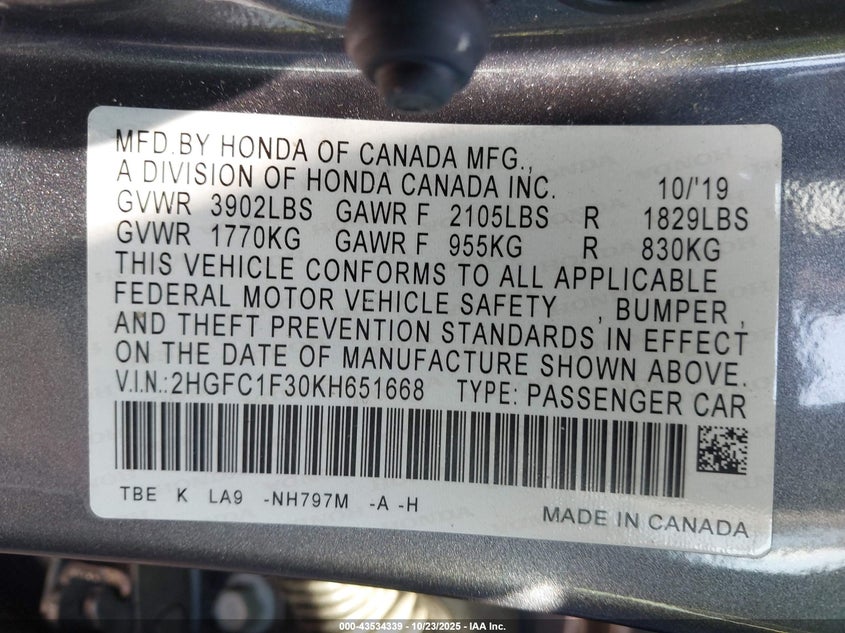 MFD.BY HONDA OF CANADA MFG.,
A DIVISION OF HONDA CANADA INC. 10/'19
GVWR 3902LBS GAWR F 2105LBS R 1829LBS
GVWR 1770KG GAWR F 955KG R 830KG
THIS VEHICLE CONFORMS TO ALL APPLICABLE
FEDERAL MOTOR VEHICLE SAFETY , BUMPER ,
AND THEFT PREVENTION STANDARDS IN EFFECT
ON THE DATE OF MANUFACTURE SHOWN ABOVE.
V.I.N.:2HGFC1F30KH651668 TYPE: PASSENGER CAR
TBE K LA9 -NH797M -A -H
MADE IN CANADA
000-43534339 - 10/23/2025 - IAA Inc.